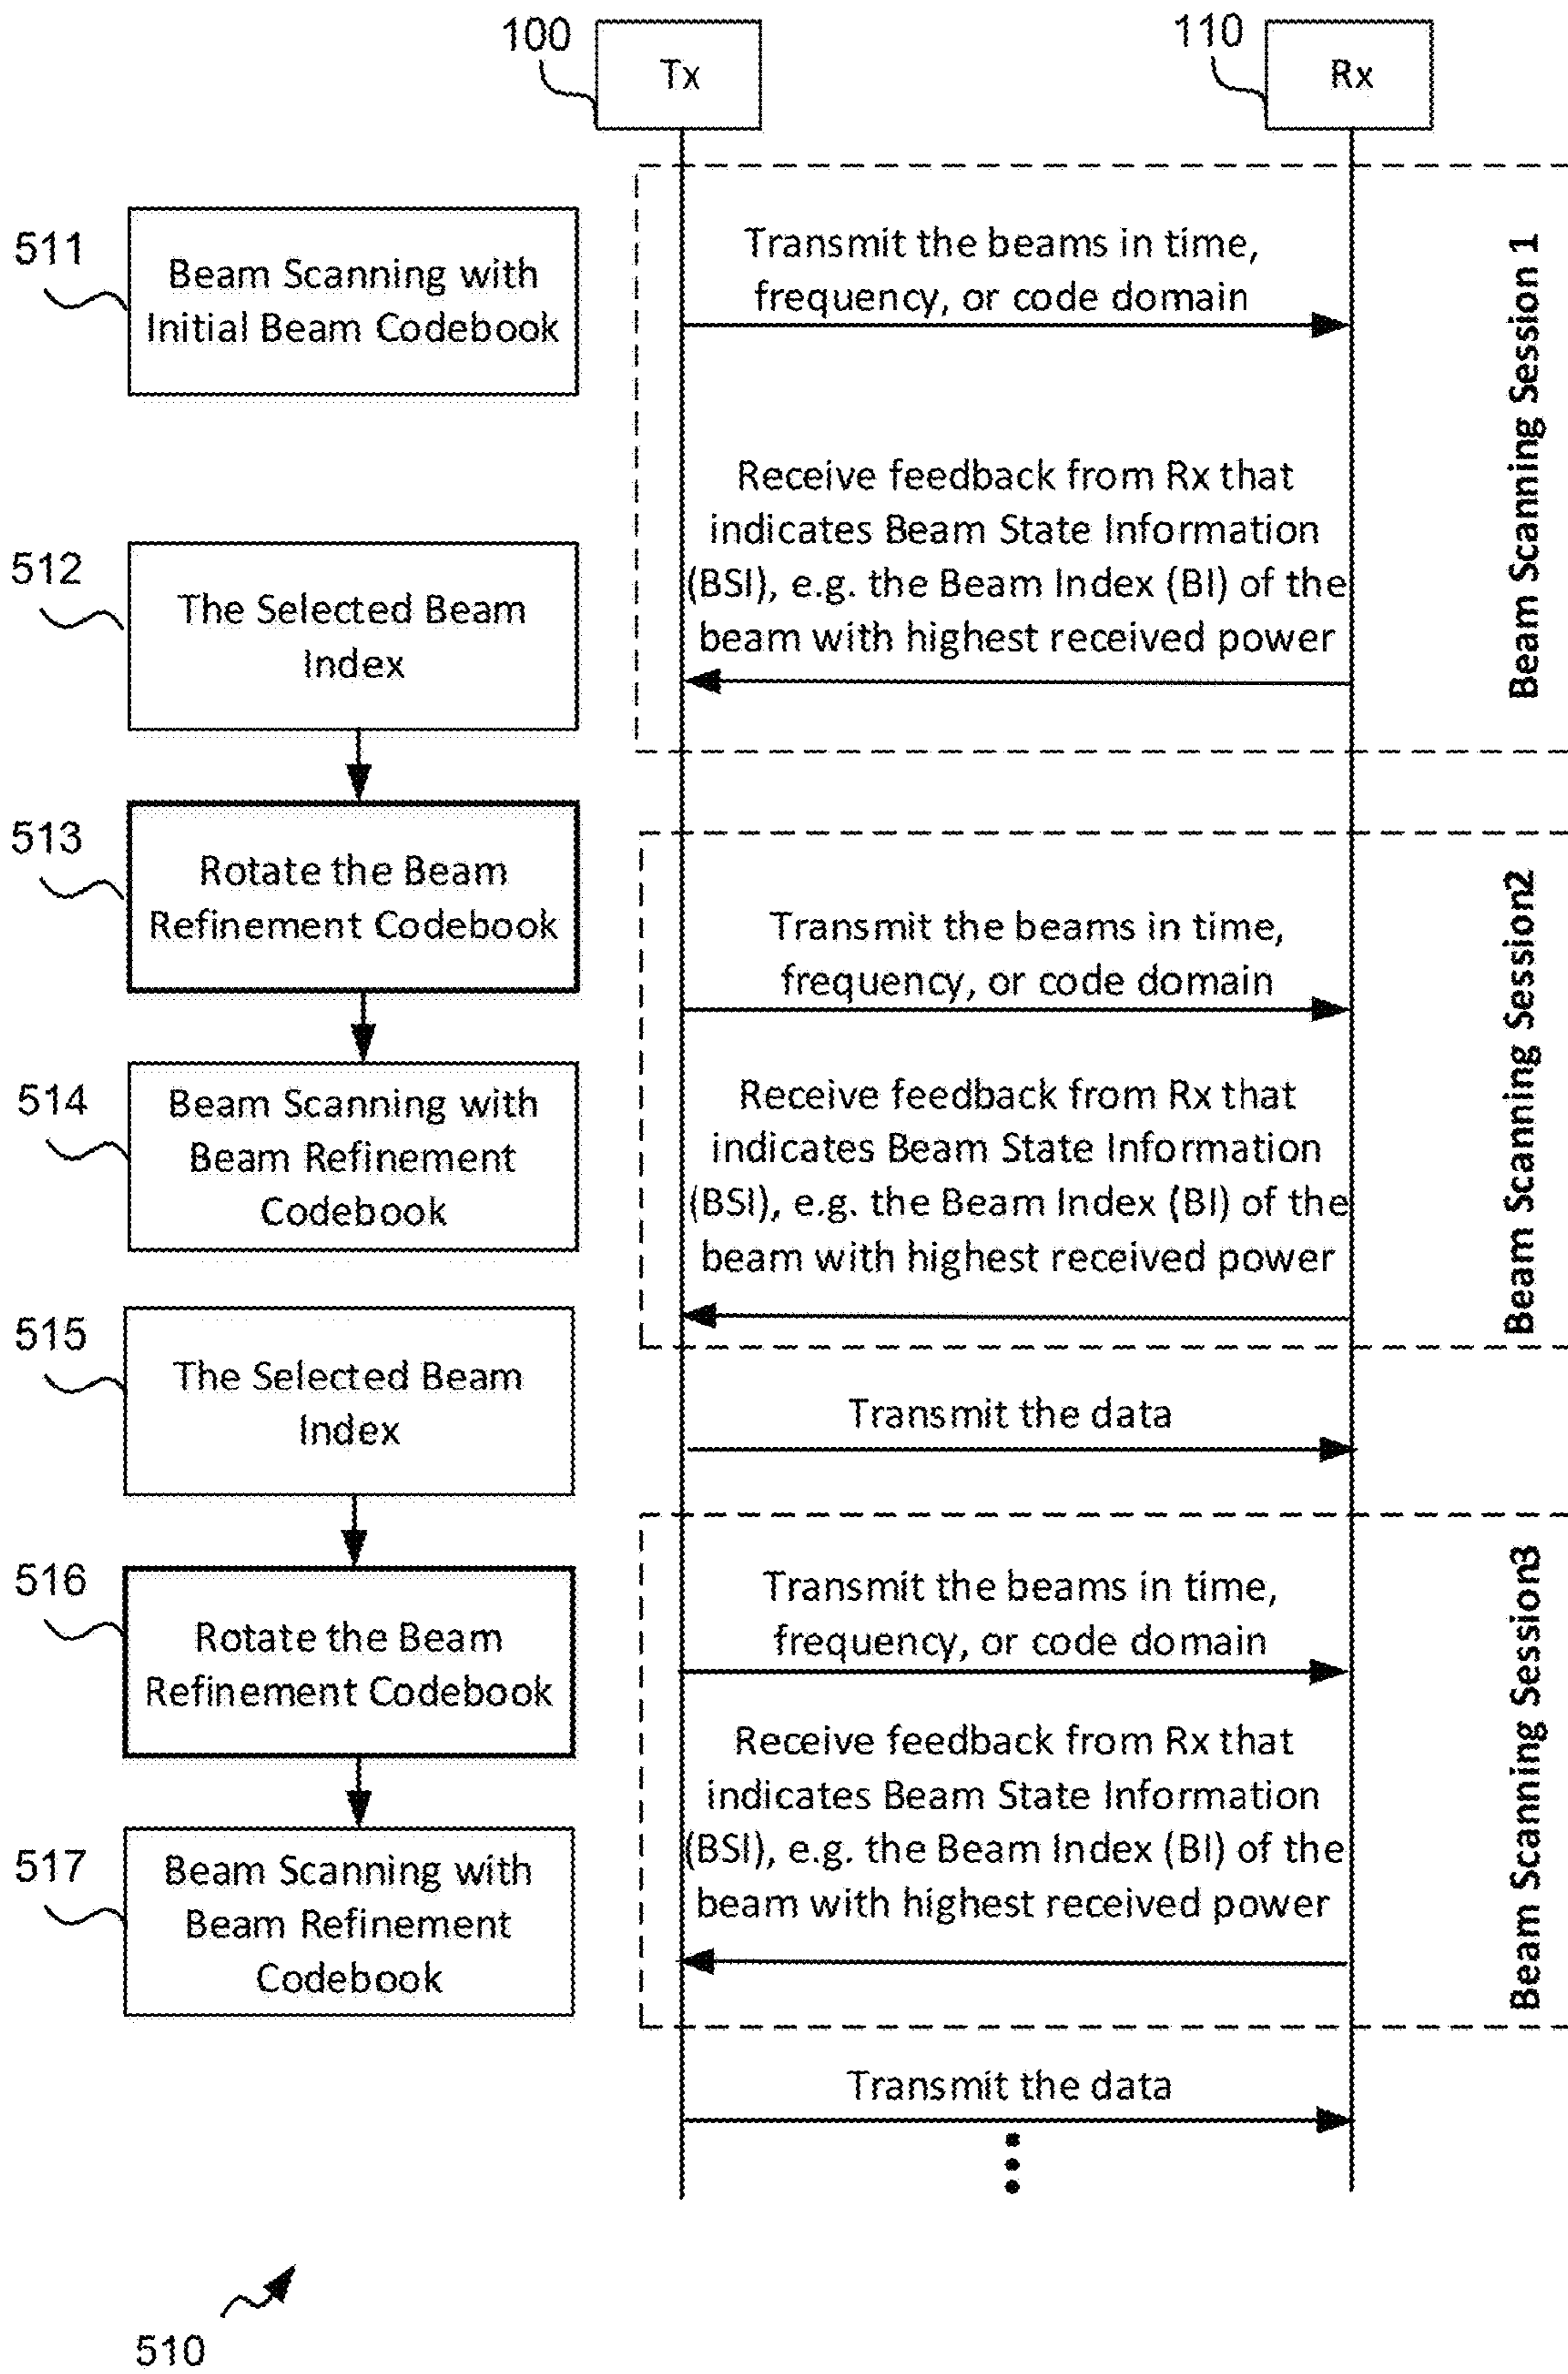 100
Tx
110
Rx
511
Beam Scanning with
Initial Beam Codebook
Transmit the beams in time,
frequency, or code domain
Beam Scanning Session 1
512
The Selected Beam
Index
Receive feedback from Rx that
indicates Beam State Information
(BSI), e.g. the Beam Index (BI) of the
beam with highest received power
513
Rotate the Beam
Refinement Codebook
Transmit the beams in time,
frequency, or code domain
Beam Scanning Session2
514
Beam Scanning with
Beam Refinement
Codebook
Receive feedback from Rx that
indicates Beam State Information
(BSI), e.g. the Beam Index (BI) of the
beam with highest received power
515
The Selected Beam
Index
Transmit the data
516
Rotate the Beam
Refinement Codebook
Transmit the beams in time,
frequency, or code domain
Beam Scanning Session3
Receive feedback from Rx that
indicates Beam State Information
(BSI), e.g. the Beam Index (BI) of the
beam with highest received power
517
Beam Scanning with
Beam Refinement
Codebook
Transmit the data
510